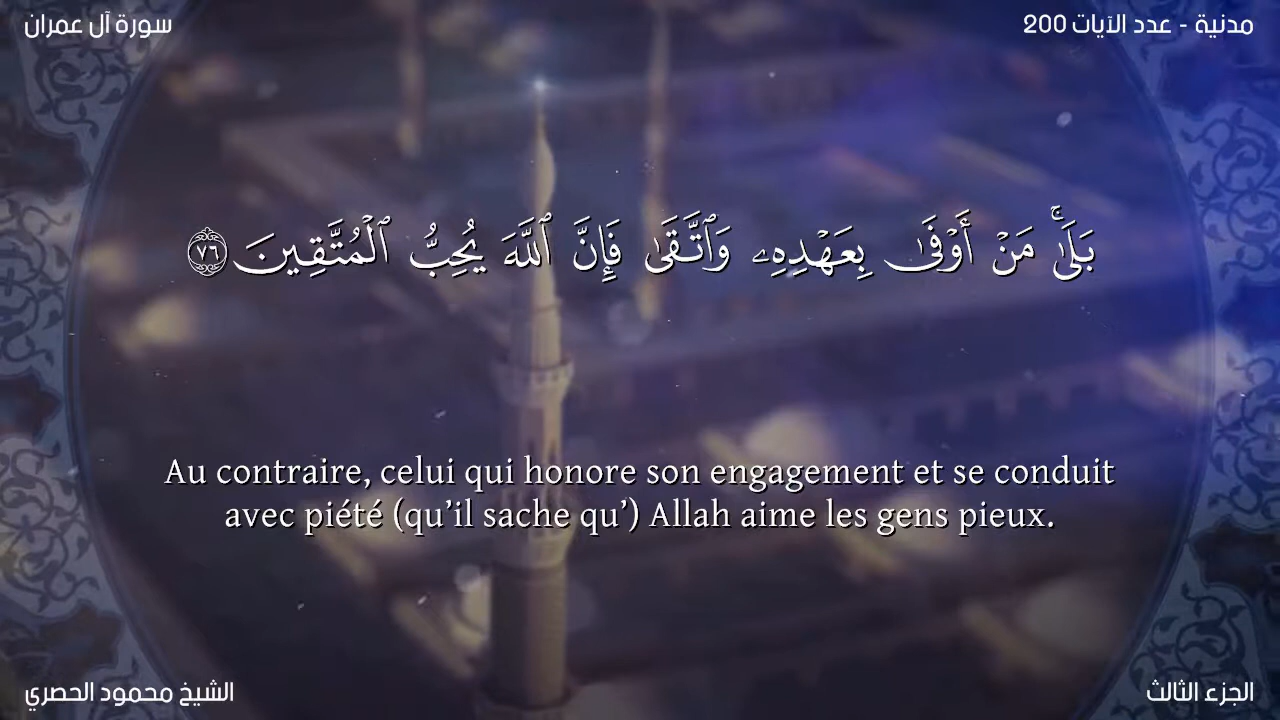 سورة آل عمران
مدنية - عدد الآيات 200
بَلَىٰۚ مَنۡ أَوۡفَىٰ بِعَهۡدِهِۦ وَٱتَّقَىٰ فَإِنَّ ٱللَّهَ يُحِبُّ ٱلۡمُتَّقِينَ ٧٦
Au contraire, celui qui honore son engagement et se conduit
avec piété (qu’il sache qu’) Allah aime les gens pieux.
الشيخ محمود الحصري
الجزء الثالث